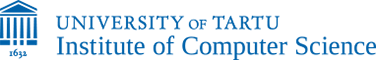 UNIVERSITY OF TARTU
Institute of Computer Science
1632